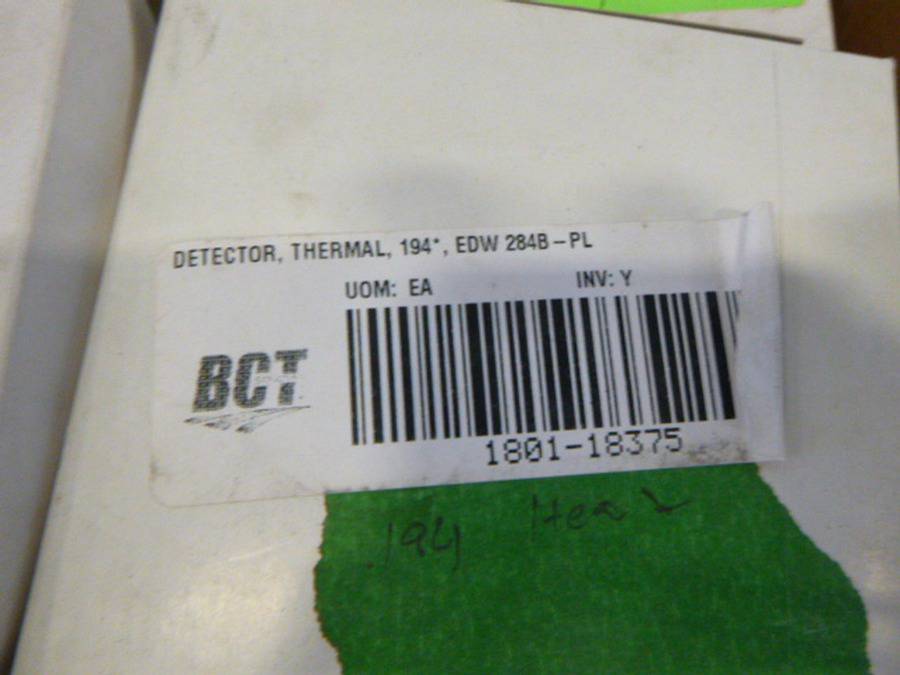 DETECTOR, THERMAL, 194°, EDW 284B-PL
UOM: EA INV: Y
BCT
1801-18375
194 Heat